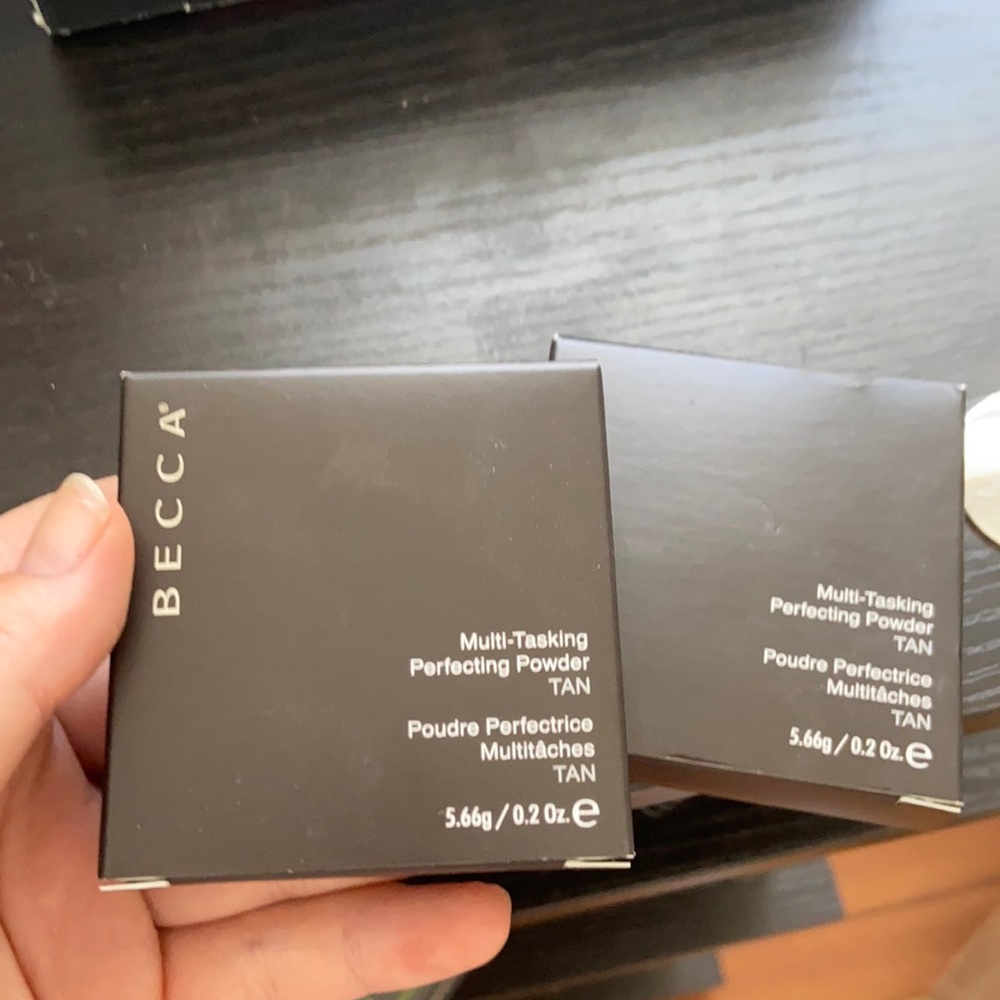 BECCA®
Multi-Tasking
Perfecting Powder
TAN
Poudre Perfectrice
Multitâches
TAN
5.66g / 0.2 Oz. e
Multi-Tasking
Perfecting Powder
TAN
Poudre Perfectrice
Multitâches
TAN
5.66g / 0.2 Oz. e